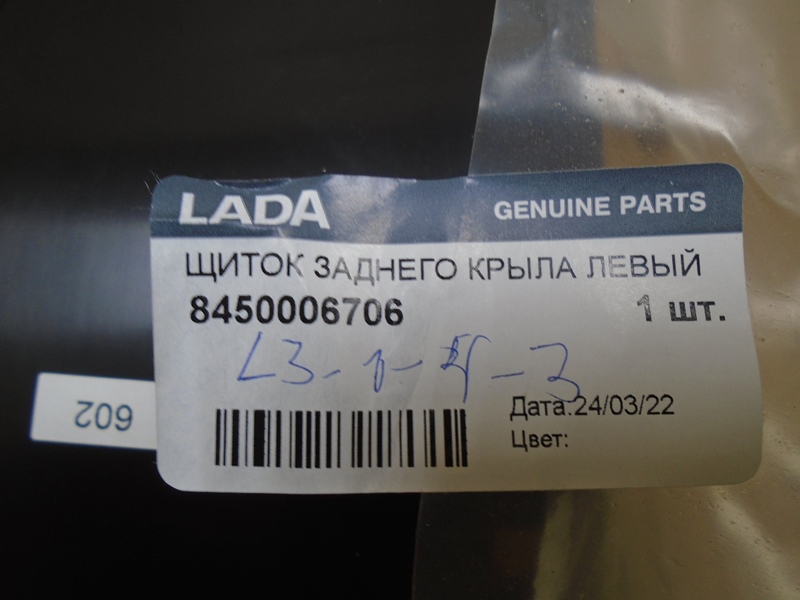 LADA GENUINE PARTS
ЩИТОК ЗАДНЕГО КРЫЛА ЛЕВЫЙ
8450006706 1 шт.
Дата:24/03/22
Цвет:
602